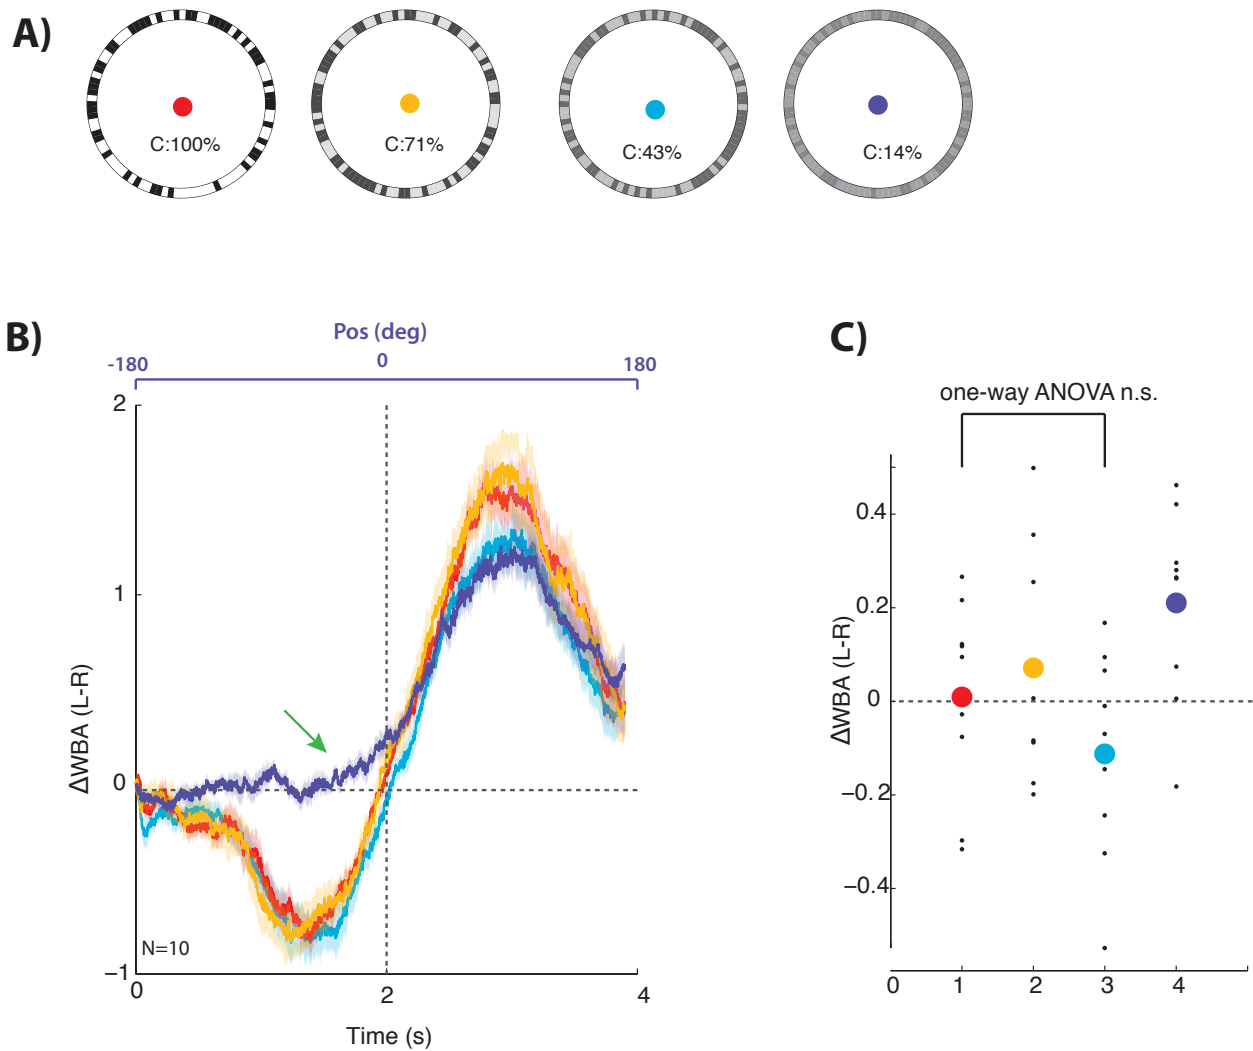 A)
C:100%
C:71%
C:43%
C:14%
B)
Pos (deg)
-180
0
180
2
1
0
−1
ΔWBA (L-R)
N=10
0
2
4
Time (s)
C)
one-way ANOVA n.s.
0.4
0.2
0
−0.2
−0.4
ΔWBA (L-R)
0
1
2
3
4